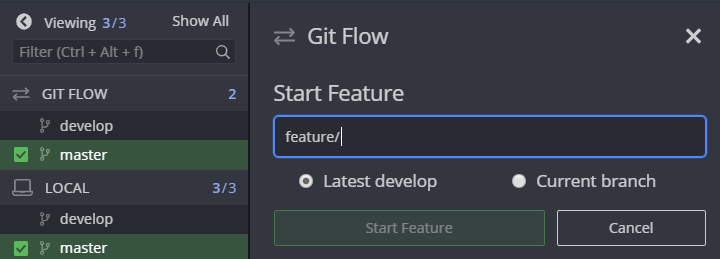 Viewing 3/3 Show All
Filter (Ctrl + Alt + f)
GIT FLOW 2
develop
master
LOCAL 3/3
develop
master
Git Flow
Start Feature
feature/
Latest develop Current branch
Start Feature Cancel